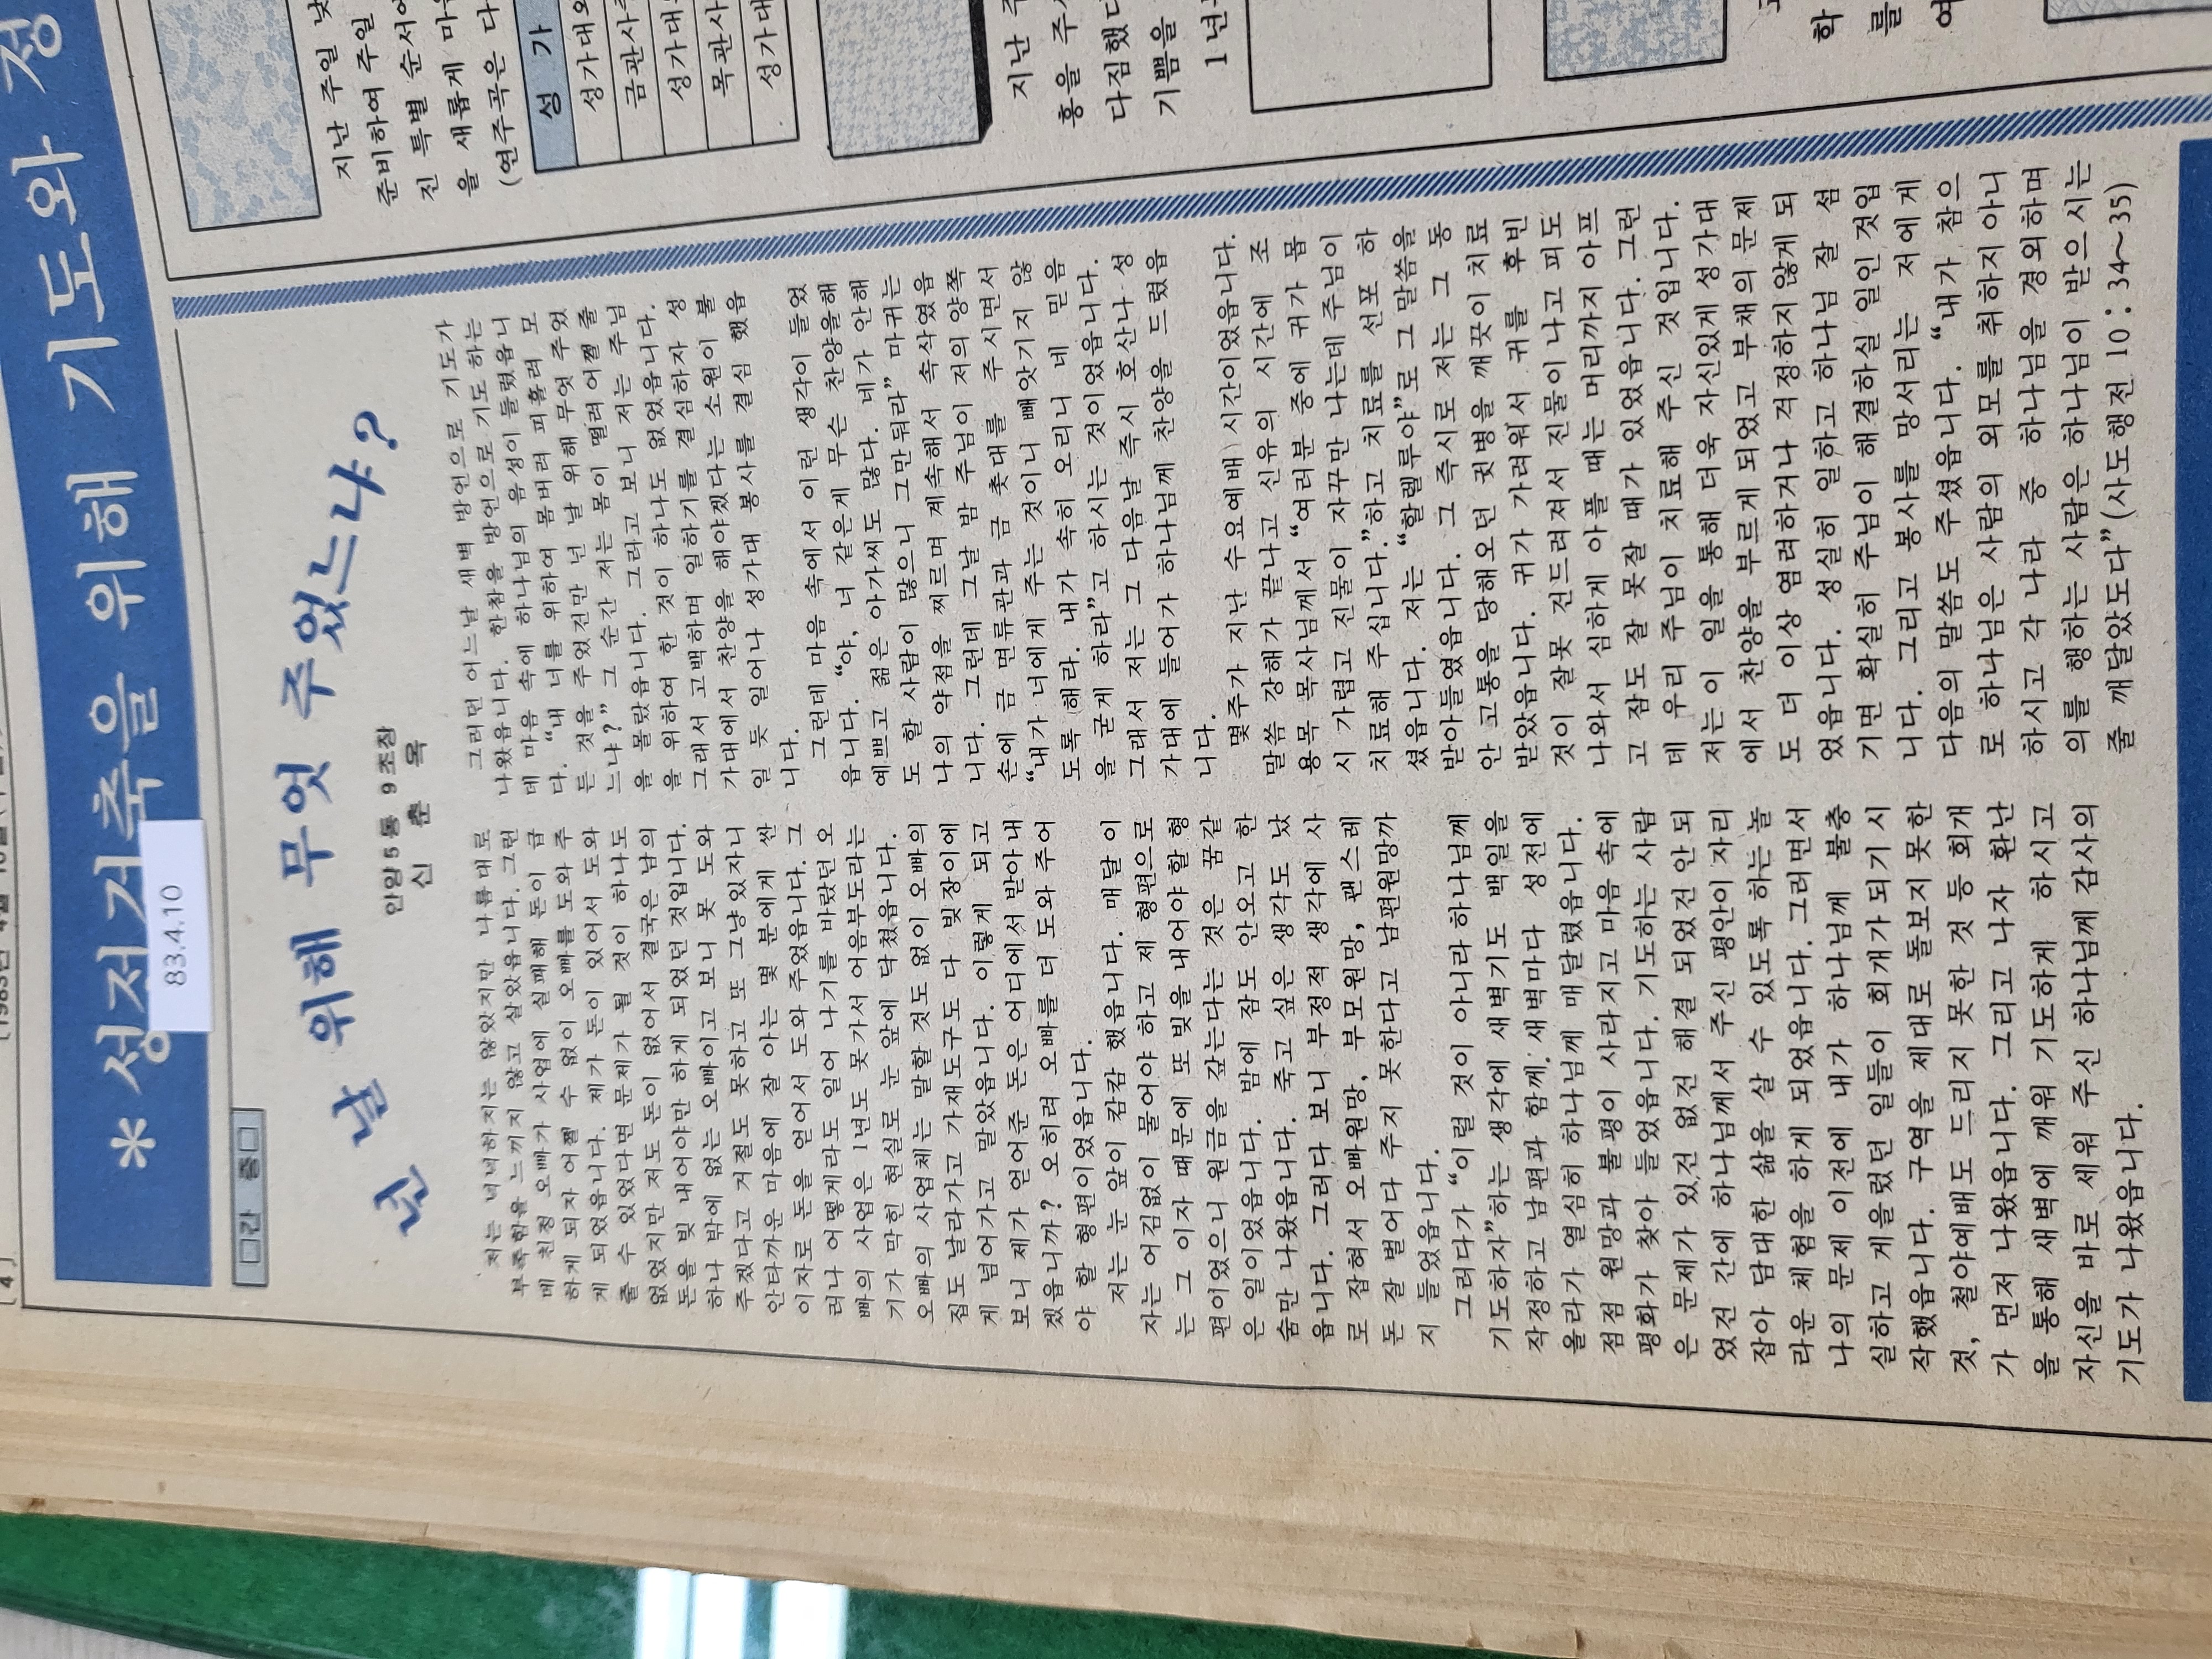 [4]
*성전건축을 위해 기도와 정
83.4.10
□간 증□
넌 날 위해 무엇 주었느냐?
안양5통 9조장
신 춘 옥
저는 넉넉하지는 않았지만 나름대로
부족함을 느끼지 않고 살았읍니다. 그런
데 친정 오빠가 사업에 실패해 돈이 급
하게 되자 어쩔 수 없이 오빠를 도와 주
게 되었읍니다. 제가 돈이 있어서 도와
줄 수 있었다면 문제가 될 것이 하나도
없었지만 저도 돈이 없어서 결국은 남의
돈을 빚 내어야만 하게 되었던 것입니다.
하나 밖에 없는 오빠이고 보니 못 도와
주겠다고 거절도 못하고 또 그냥 있자니
안타까운 마음에 잘 아는 몇 분에게 싼
이자로 돈을 얻어서 도와 주었읍니다. 그
러나 어떻게라도 일어 나기를 바랐던 오
빠의 사업은 1년도 못가서 어음부도라는
기가 막힌 현실로 눈 앞에 닥쳤읍니다.
오빠의 사업체는 말할 것도 없이 오빠의
집도 날라가고 가재도구도 다 빚장이에
게 넘어가고 말았읍니다. 이렇게 되고
보니 제가 얻어준 돈은 어디에서 받아내
겠읍니까? 오히려 오빠를 더 도와 주어
야 할 형편이었읍니다.
저는 눈 앞이 캄캄 했읍니다. 매달 이
자는 어김없이 물어야 하고 제 형편으로
는 그 이자 때문에 또 빚을 내어야 할 형
편이었으니 원금을 갚는다는 것은 꿈같
은 일이었읍니다. 밤에 잠도 안오고 한
숨만 나왔읍니다. 죽고 싶은 생각도 났
읍니다. 그러다 보니 부정적 생각에 사
로 잡혀서 오빠원망, 부모원망, 괜스레
돈 잘 벌어다 주지 못한다고 남편원망까
지 들었읍니다.
그러다가 “이럴 것이 아니라 하나님께
기도하자”하는 생각에 새벽기도 백일을
작정하고 남편과 함께, 새벽마다 성전에
올라가 열심히 하나님께 매달렸읍니다.
점점 원망과 불평이 사라지고 마음 속에
평화가 찾아 들었읍니다. 기도하는 사람
은 문제가 있건 없건 해결 되었건 안 되
었건 간에 하나님께서 주신 평안이 자리
잡아 담대한 삶을 살 수 있도록 하는 놀
라운 체험을 하게 되었읍니다. 그러면서
나의 문제 이전에 내가 하나님께 불충
실하고 게을렀던 일들이 회개가 되기 시
작했읍니다. 구역을 제대로 돌보지 못한
것, 철야예배도 드리지 못한 것 등 회개
가 먼저 나왔읍니다. 그리고 나자 환난
을 통해 새벽에 깨워 기도하게 하시고
자신을 바로 세워 주신 하나님께 감사의
기도가 나왔읍니다.
그러던 어느날 새벽 방언으로 기도가
나왔읍니다. 한참을 방언으로 기도 하는
데 마음 속에 하나님의 음성이 들렸읍니
다. “내 너를 위하여 몸버려 피흘려 모
든 것을 주었건만 넌 날 위해 무엇 주었
느냐?” 그 순간 저는 몸이 떨려 어쩔 줄
을 몰랐읍니다. 그러고 보니 저는 주님
을 위하여 한 것이 하나도 없었읍니다.
그래서 고백하며 일하기를 결심하자 성
가대에서 찬양을 해야겠다는 소원이 불
일 듯 일어나 성가대 봉사를 결심 했읍
니다.
그런데 마음 속에서 이런 생각이 들었
읍니다. “야, 너 같은게 무슨 찬양을해
예쁘고 젊은 아가씨도 많다. 네가 안해
도 할 사람이 많으니 그만둬라” 마귀는
나의 약점을 찌르며 계속해서 속삭였읍
니다. 그런데 그날 밤 주님이 저의 양쪽
손에 금 면류관과 금 촛대를 주시면서
“내가 너에게 주는 것이니 빼앗기지 않
도록 해라. 내가 속히 오리니 네 믿음
을 굳게 하라”고 하시는 것이었읍니다.
그래서 저는 그 다음날 즉시 호산나 성
가대에 들어가 하나님께 찬양을 드렸읍
니다.
몇주가 지난 수요예배 시간이었읍니다.
말씀 강해가 끝나고 신유의 시간에 조
용목 목사님께서 “여러분 중에 귀가 몹
시 가렵고 진물이 자꾸만 나는데 주님이
치료해 주십니다.”하고 치료를 선포 하
셨읍니다. 저는 “할렐루야”로 그 말씀을
받아들였읍니다. 그 즉시로 저는 그 동
안 고통을 당해오던 귓병을 깨끗이 치료
받았읍니다. 귀가 가려워서 귀를 후빈
것이 잘못 건드려져서 진물이 나고 피도
나와서 심하게 아플 때는 머리까지 아프
고 잠도 잘 못잘 때가 있었읍니다. 그런
데 우리 주님이 치료해 주신 것입니다.
저는 이 일을 통해 더욱 자신있게 성가대
에서 찬양을 부르게 되었고 부채의 문제
도 더 이상 염려하거나 걱정하지않게 되
었읍니다. 성실히 일하고 하나님 잘 섬
기면 확실히 주님이 해결하실 일인 것입
니다. 그리고 봉사를 망서리는 저에게
다음의 말씀도 주셨읍니다. “내가 참으
로 하나님은 사람의 외모를 취하지 아니
하시고 각 나라 중 하나님을 경외하며
의를 행하는 사람은 하나님이 받으시는
줄 깨달았도다”(사도행전 10：34～35)
지난 주일 낮
준비하여 주일
진 특별 순서
을 새롭게 마
(연주곡은 다
성 가
성가대
금관사
성가대
목관사
성가대
지난 주
흥을 주시
다짐했다
기쁨을
1년
화
를
여